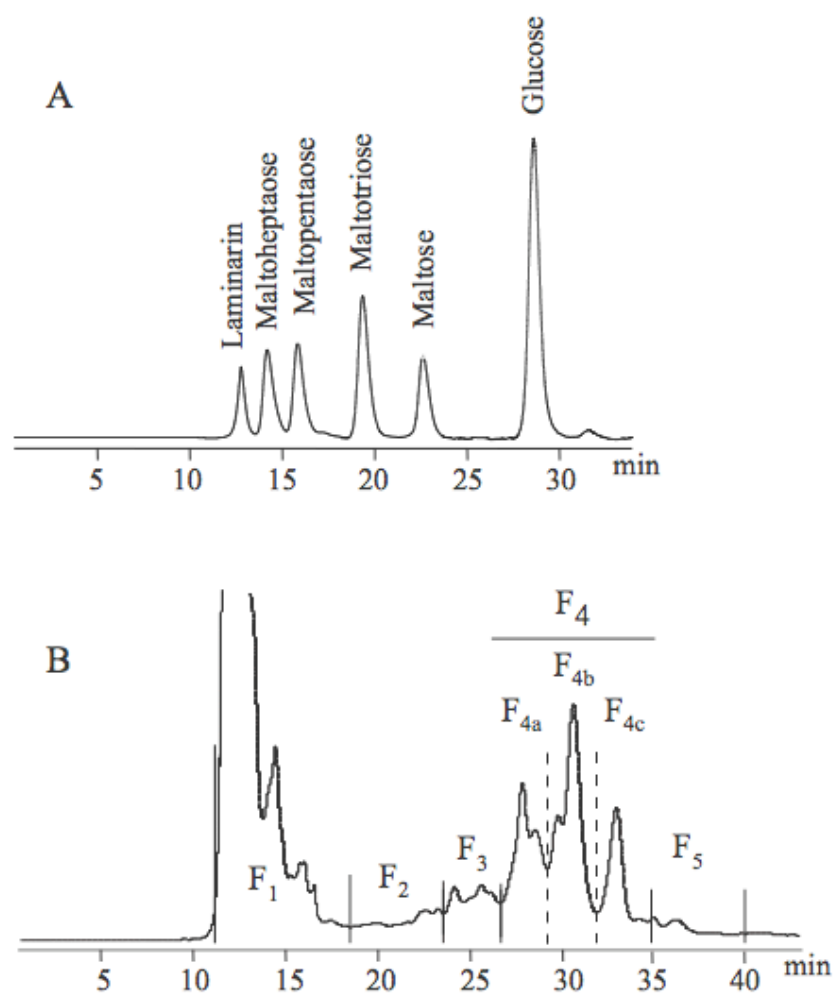 A
Laminarin
Maltoheptaose
Maltopentaose
Maltotriose
Maltose
Glucose
5 10 15 20 25 30 min
B
F4
F4a F4b F4c
F1 F2 F3 F5
5 10 15 20 25 30 35 40 min